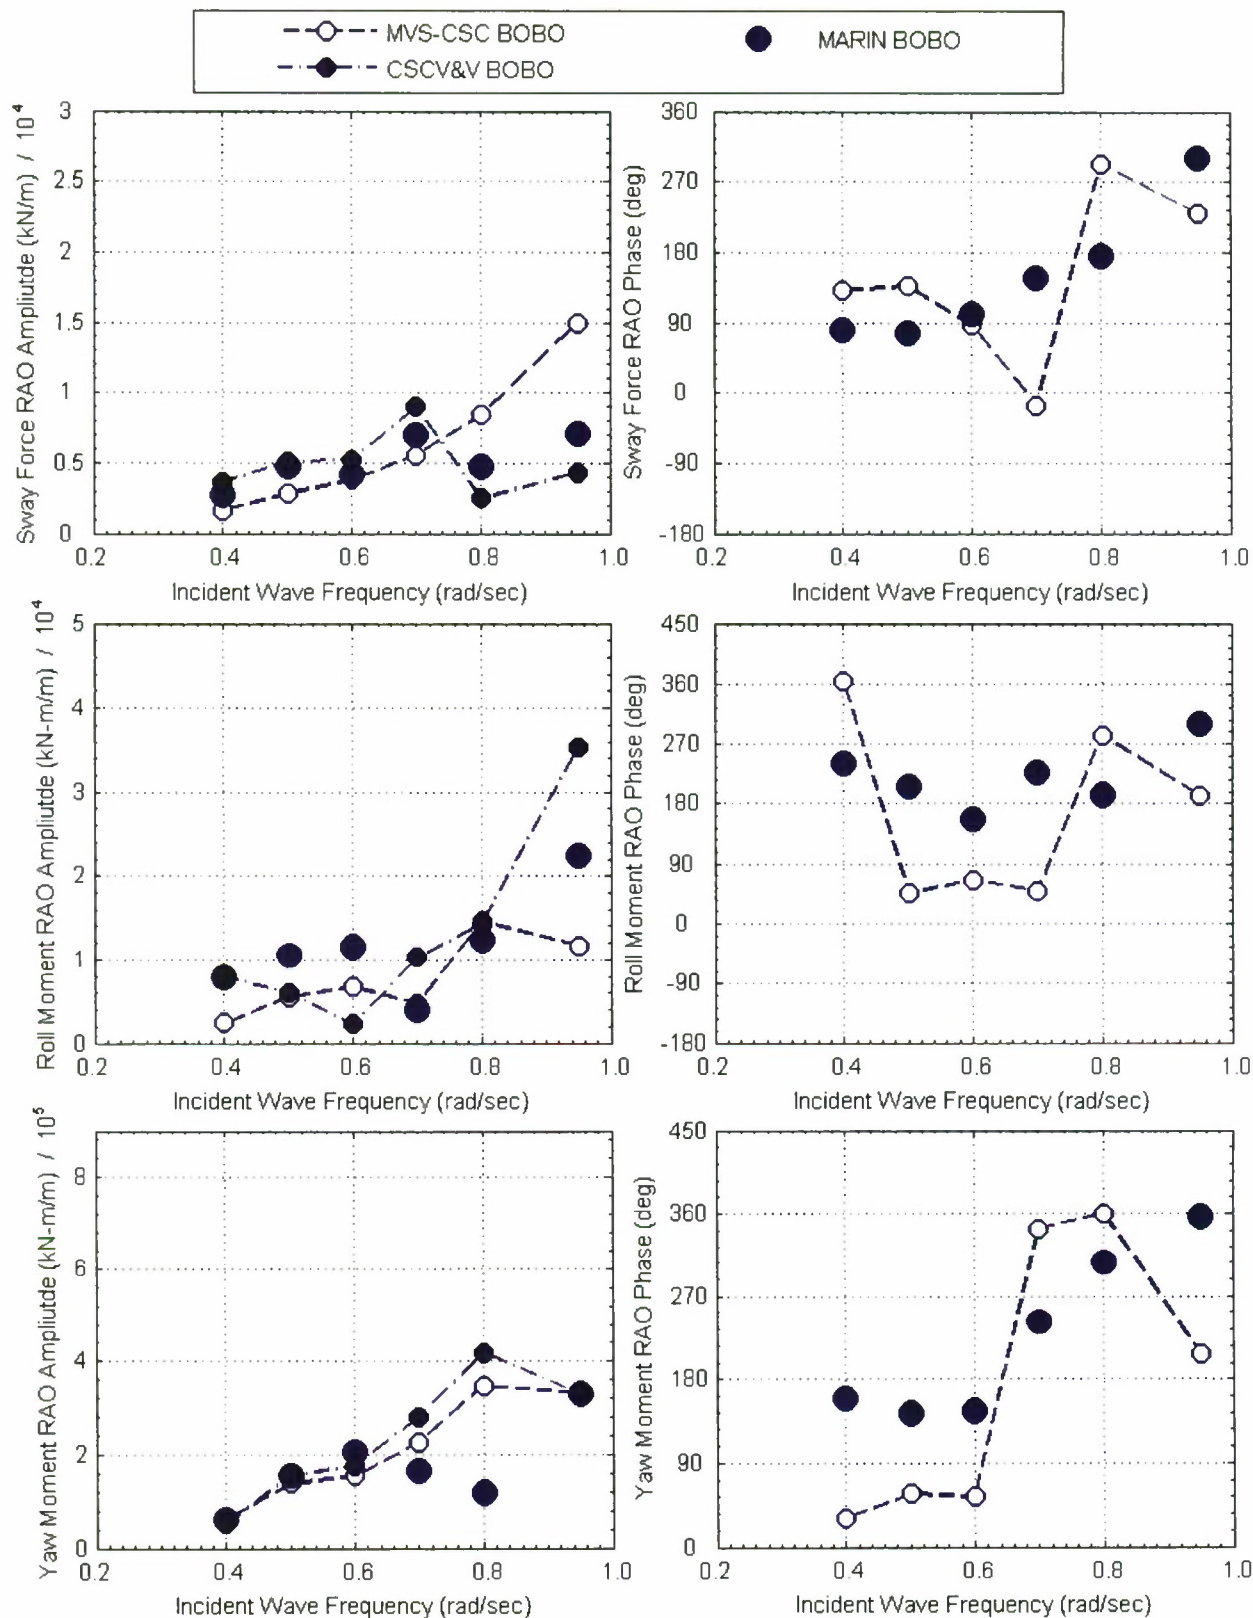 MVS-CSC BOBO
MARIN BOBO
CSCV&V BOBO
Sway Force RAO Ampliutde (kN/m) / 10^4
3
2.5
2
1.5
1
0.5
0
0.2 0.4 0.6 0.8 1.0
Incident Wave Frequency (rad/sec)
Sway Force RAO Phase (deg)
360
270
180
90
0
-90
-180
0.2 0.4 0.6 0.8 1.0
Incident Wave Frequency (rad/sec)
Roll Moment RAO Ampliutde (kN-m/m) / 10^4
5
4
3
2
1
0
0.2 0.4 0.6 0.8 1.0
Incident Wave Frequency (rad/sec)
Roll Moment RAO Phase (deg)
450
360
270
180
90
0
-90
-180
0.2 0.4 0.6 0.8 1.0
Incident Wave Frequency (rad/sec)
Yaw Moment RAO Ampliutde (kN-m/m) / 10^5
8
6
4
2
0
0.2 0.4 0.6 0.8 1.0
Incident Wave Frequency (rad/sec)
Yaw Moment RAO Phase (deg)
450
360
270
180
90
0
0.2 0.4 0.6 0.8 1.0
Incident Wave Frequency (rad/sec)